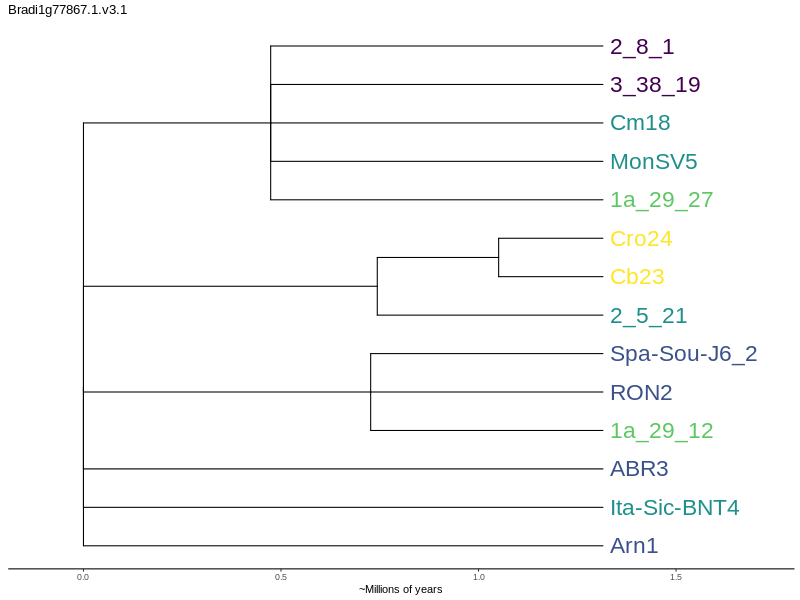 Bradi1g77867.1.v3.1
2_8_1
3_38_19
Cm18
MonSV5
1a_29_27
Cro24
Cb23
2_5_21
Spa-Sou-J6_2
RON2
1a_29_12
ABR3
Ita-Sic-BNT4
Arn1
0.0 0.5 1.0 1.5
~Millions of years